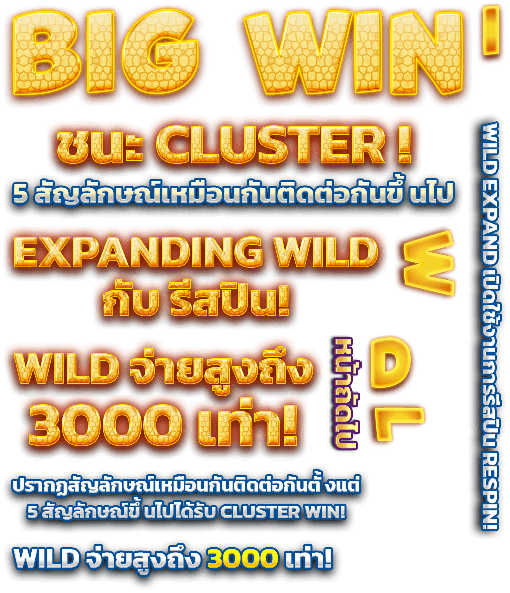 BIG WIN
I
ชนะ CLUSTER !
5 สัญลักษณ์เหมือนกันติดต่อกันขึ้ นไป
WILD EXPAND เปิดใช้งานการรีสปิน RESPIN!
EXPANDING WILD
กับ รีสปิน!
W
WILD จ่ายสูงถึง
3000 เท่า!
หน้าถัดไป
D
L
ปรากฏสัญลักษณ์เหมือนกันติดต่อกันตั้ งแต่
5 สัญลักษณ์ขึ้ นไปได้รับ CLUSTER WIN!
WILD จ่ายสูงถึง 3000 เท่า!